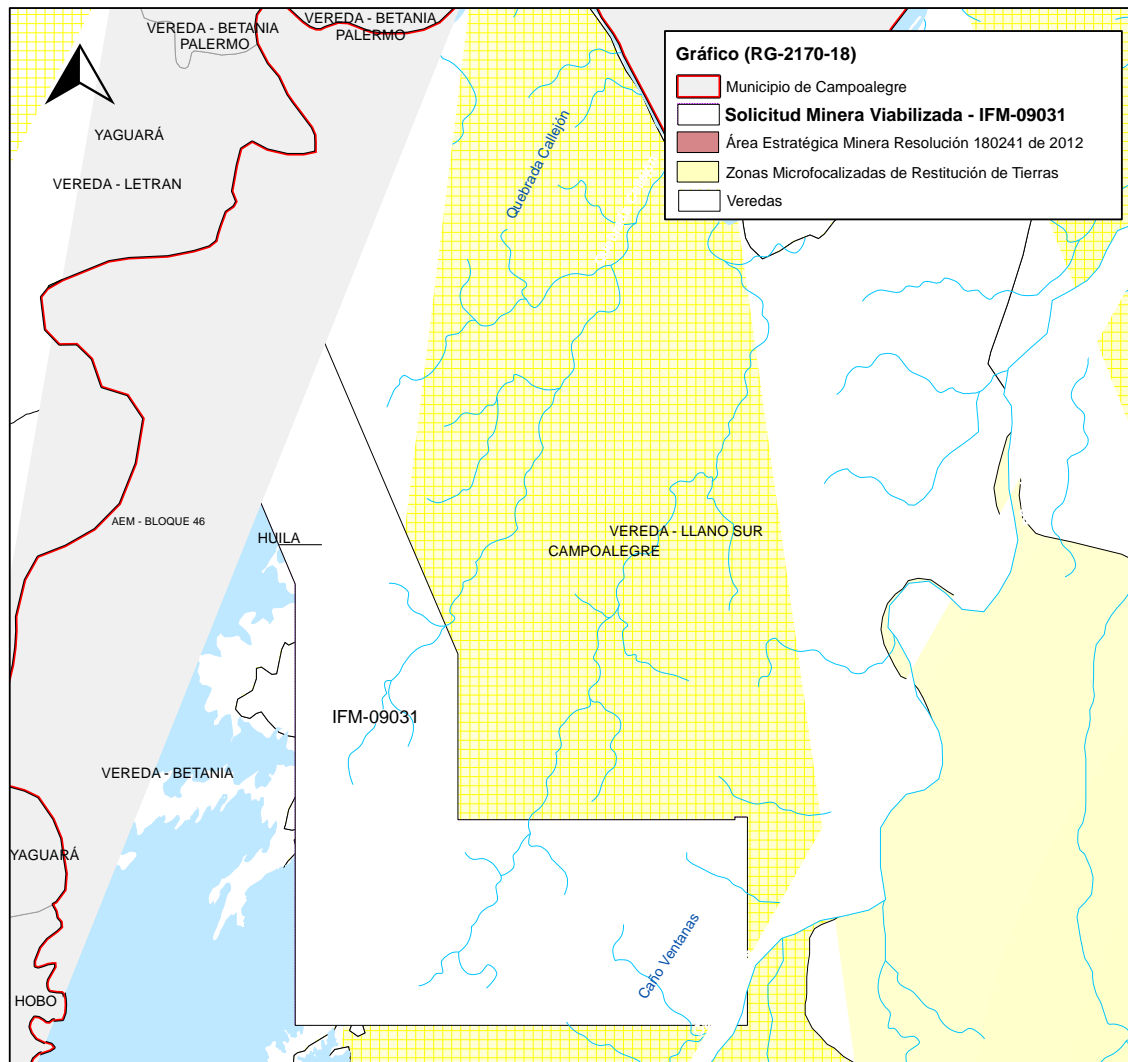 VEREDA - BETANIA
PALERMO
VEREDA - BETANIA
PALERMO
Gráfico (RG-2170-18)
Municipio de Campoalegre
Solicitud Minera Viabilizada - IFM-09031
Área Estratégica Minera Resolución 180241 de 2012
Zonas Microfocalizadas de Restitución de Tierras
Veredas
YAGUARÁ
VEREDA - LETRAN
Quebrada Callejón
AEM - BLOQUE 46
HUILA
VEREDA - LLANO SUR
CAMPOALEGRE
IFM-09031
VEREDA - BETANIA
YAGUARÁ
Caño Ventanas
HOBO